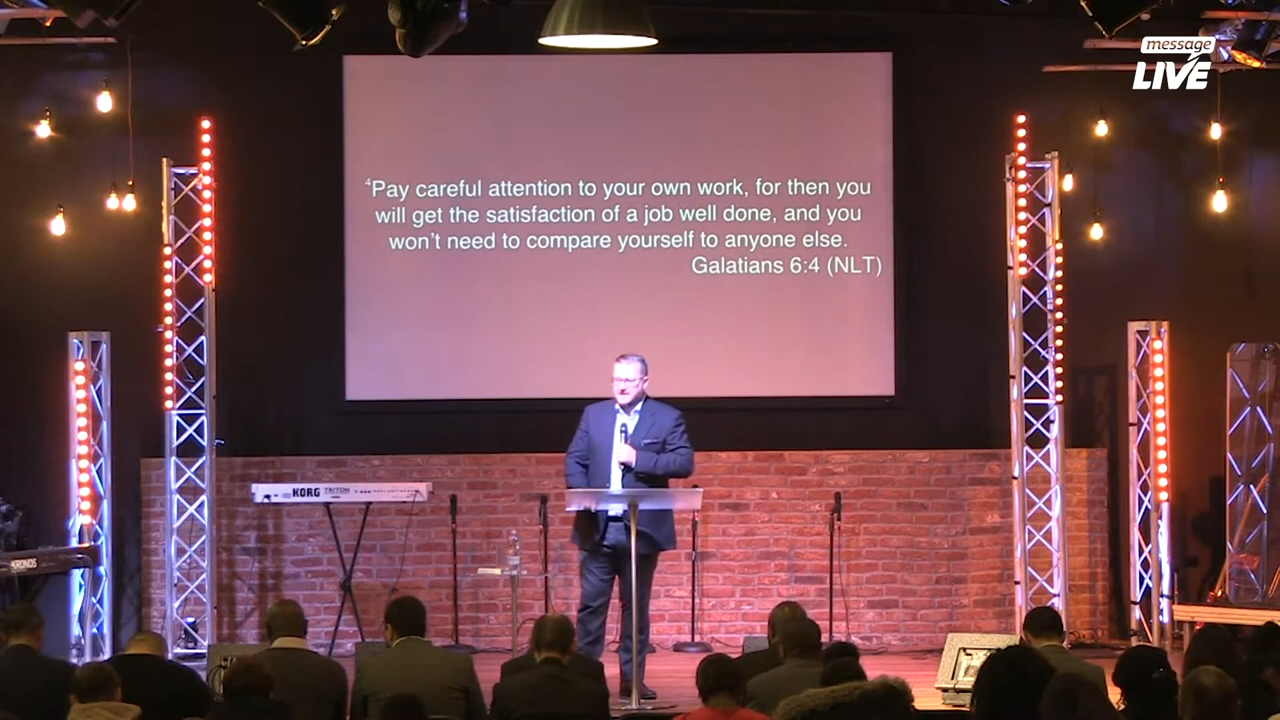 message
LIVE
⁴Pay careful attention to your own work, for then you
will get the satisfaction of a job well done, and you
won't need to compare yourself to anyone else.
Galatians 6:4 (NLT)
KORG TRITON
KRONOS